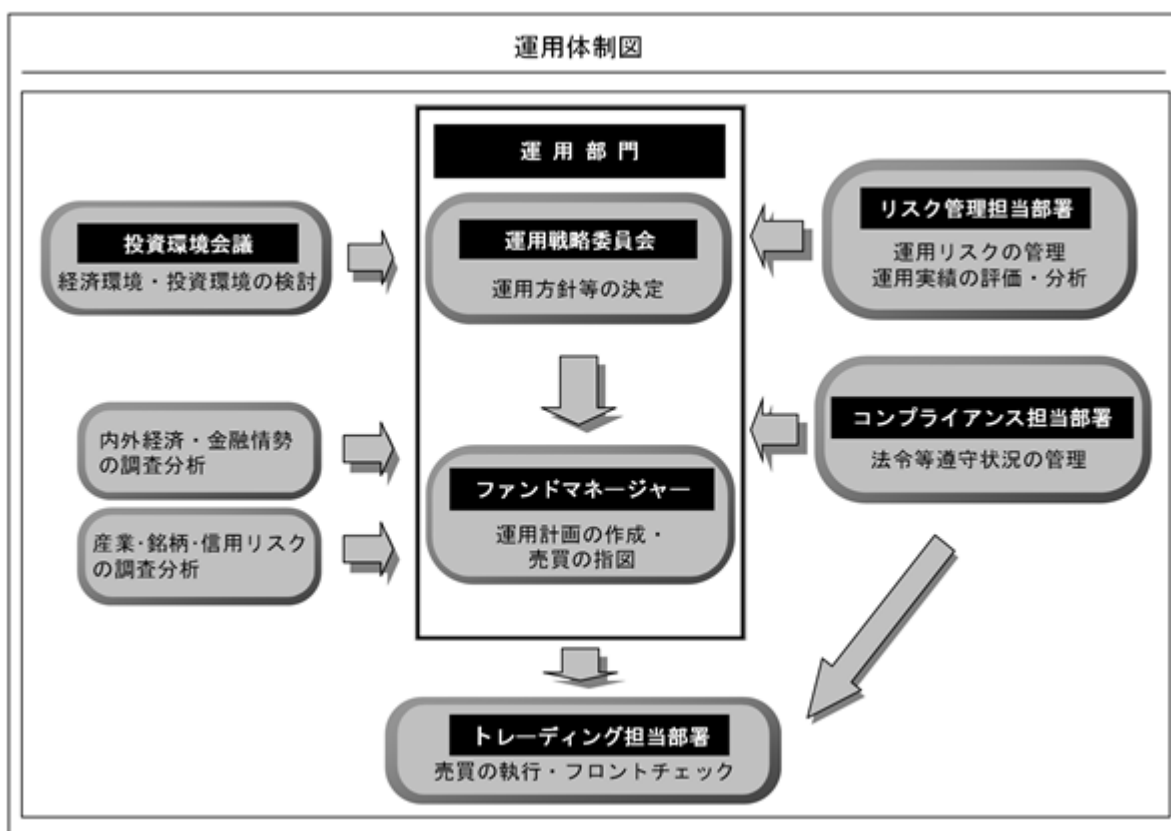 運用体制図
運用部門
投資環境会議
経済環境・投資環境の検討
運用戦略委員会
運用方針等の決定
リスク管理担当部署
運用リスクの管理
運用実績の評価・分析
内外経済・金融情勢
の調査分析
産業・銘柄・信用リスク
の調査分析
ファンドマネージャー
運用計画の作成・
売買の指図
コンプライアンス担当部署
法令等遵守状況の管理
トレーディング担当部署
売買の執行・フロントチェック